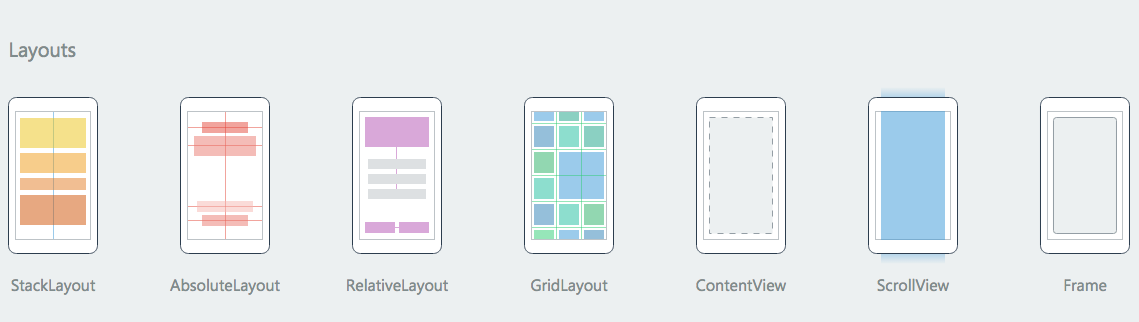 Layouts
StackLayout AbsoluteLayout RelativeLayout GridLayout ContentView ScrollView Frame